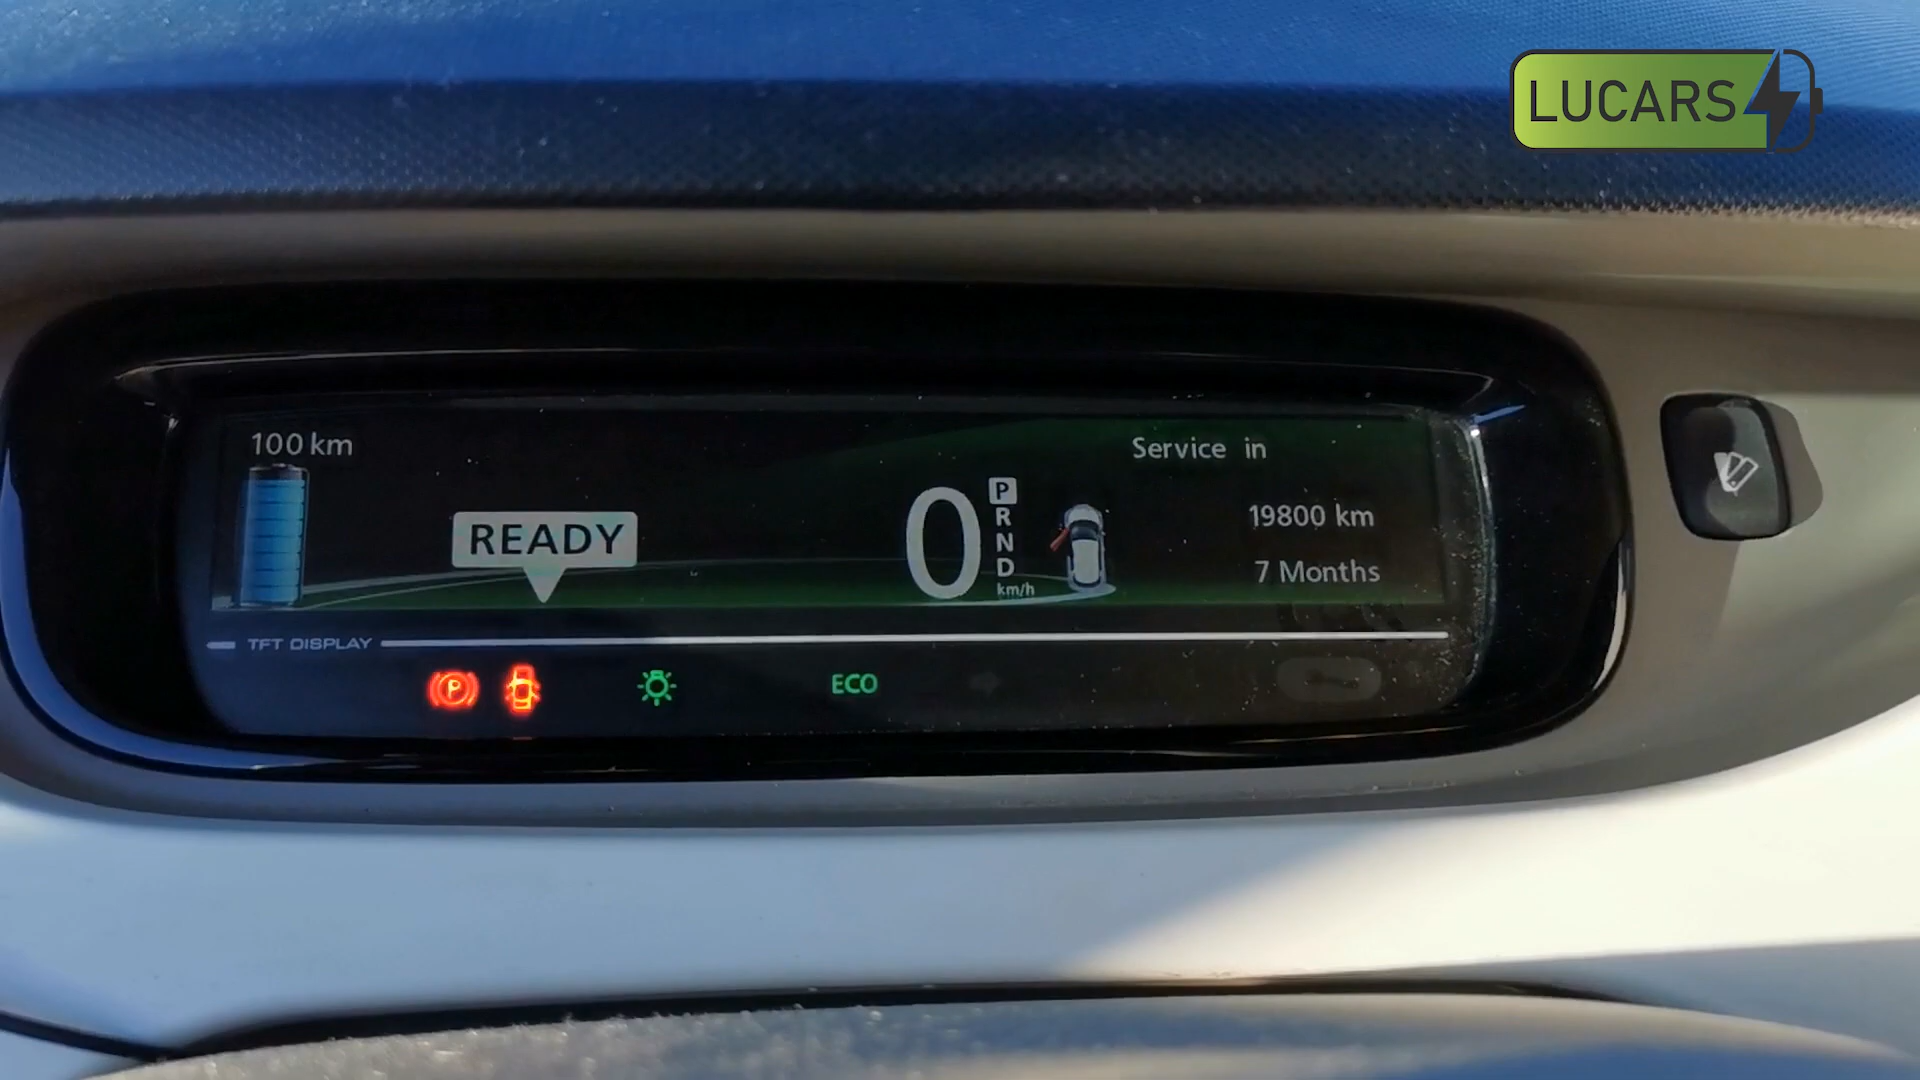 LUCARS
100 km
Service in
READY
0
P
R
N
D
km/h
19800 km
7 Months
TFT DISPLAY
P
ECO